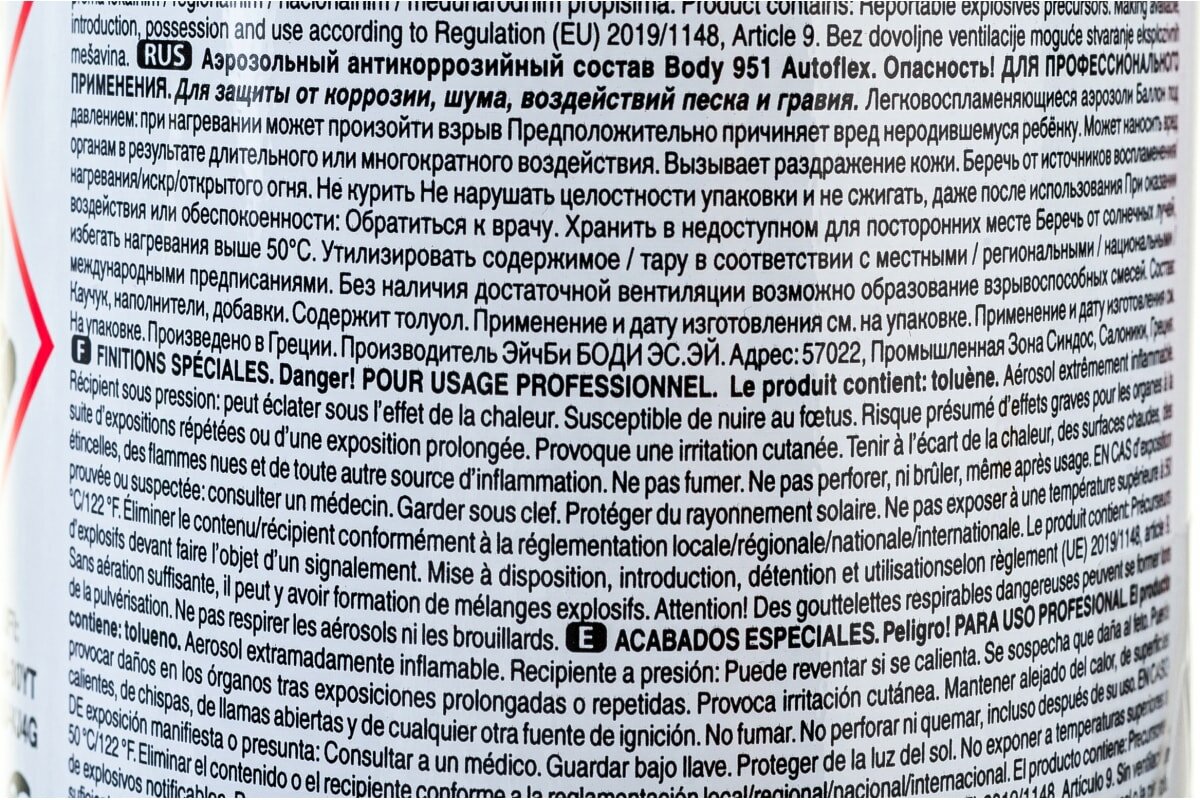 regionalnim / nacionalnim / međunarodnim propisima. Product contains: Reportable explosives precursors. Making available,
introduction, possession and use according to Regulation (EU) 2019/1148, Article 9. Bez dovoljne ventilacije moguće stvaranje eksplozivnih
mešavina. RUS Аэрозольный антикоррозийный состав Body 951 Autoflex. Опасность! ДЛЯ ПРОФЕССИОНАЛЬНОГО
ПРИМЕНЕНИЯ. Для защиты от коррозии, шума, воздействий песка и гравия. Легковоспламеняющиеся аэрозоли Баллон под
давлением: при нагревании может произойти взрыв Предположительно причиняет вред неродившемуся ребёнку. Может наносить вред
органам в результате длительного или многократного воздействия. Вызывает раздражение кожи. Беречь от источников воспламенения
нагревания/искр/открытого огня. Не курить Не нарушать целостности упаковки и не сжигать, даже после использования При оказании
воздействия или обеспокоенности: Обратиться к врачу. Хранить в недоступном для посторонних месте Беречь от солнечных лучей,
избегать нагревания выше 50°C. Утилизировать содержимое / тару в соответствии с местными / региональными / национальными /
международными предписаниями. Без наличия достаточной вентиляции возможно образование взрывоспособных смесей. Состав:
Каучук, наполнители, добавки. Содержит толуол. Применение и дату изготовления см. на упаковке. Применение и дату изготовления см.
На упаковке. Произведено в Греции. Производитель ЭйчБи БОДИ ЭС.ЭЙ. Адрес: 57022, Промышленная Зона Синдос, Салоники, Греция.
F FINITIONS SPÉCIALES. Danger! POUR USAGE PROFESSIONNEL. Le produit contient: toluène. Aérosol extrêmement inflammable.
Récipient sous pression: peut éclater sous l'effet de la chaleur. Susceptible de nuire au fœtus. Risque présumé d'effets graves pour les organes à la
suite d'expositions répétées ou d'une exposition prolongée. Provoque une irritation cutanée. Tenir à l'écart de la chaleur, des surfaces chaudes, des
étincelles, des flammes nues et de toute autre source d'inflammation. Ne pas fumer. Ne pas perforer, ni brûler, même après usage. EN CAS d'exposition
prouvée ou suspectée: consulter un médecin. Garder sous clef. Protéger du rayonnement solaire. Ne pas exposer à une température supérieure à 50
°C/122 °F. Éliminer le contenu/récipient conformément à la réglementation locale/régionale/nationale/internationale. Le produit contient: Précurseurs
d'explosifs devant faire l'objet d'un signalement. Mise à disposition, introduction, détention et utilisationselon règlement (UE) 2019/1148, article 9.
Sans aération suffisante, il peut y avoir formation de mélanges explosifs. Attention! Des gouttelettes respirables dangereuses peuvent se former lors
de la pulvérisation. Ne pas respirer les aérosols ni les brouillards. E ACABADOS ESPECIALES. Peligro! PARA USO PROFESIONAL. El producto
contiene: tolueno. Aerosol extramadamente inflamable. Recipiente a presión: Puede reventar si se calienta. Se sospecha que daña al feto. Puede
provocar daños en los órganos tras exposiciones prolongadas o repetidas. Provoca irritación cutánea. Mantener alejado del calor, de superficies
calientes, de chispas, de llamas abiertas y de cualquier otra fuente de ignición. No fumar. No perforar ni quemar, incluso después de su uso. EN CASO
DE exposición manifiesta o presunta: Consultar a un médico. Guardar bajo llave. Proteger de la luz del sol. No exponer a temperaturas superiores a
50 °C/122 °F. Eliminar el contenido o el recipiente conforme a la reglamentación local/regional/nacional/internacional. El producto contiene: Precursores
de explosivos notificables. 2019/1148, Artículo 9. Sin ventilación